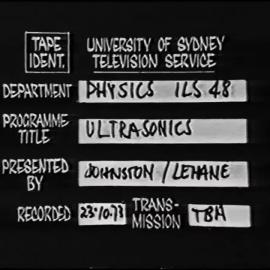 TAPE IDENT.
UNIVERSITY OF SYDNEY
TELEVISION SERVICE
DEPARTMENT PHYSICS ILS 48
PROGRAMME TITLE ULTRASONICS
PRESENTED BY JOHNSTON / LEHANE
RECORDED 23·10·73 TRANS-MISSION TBA